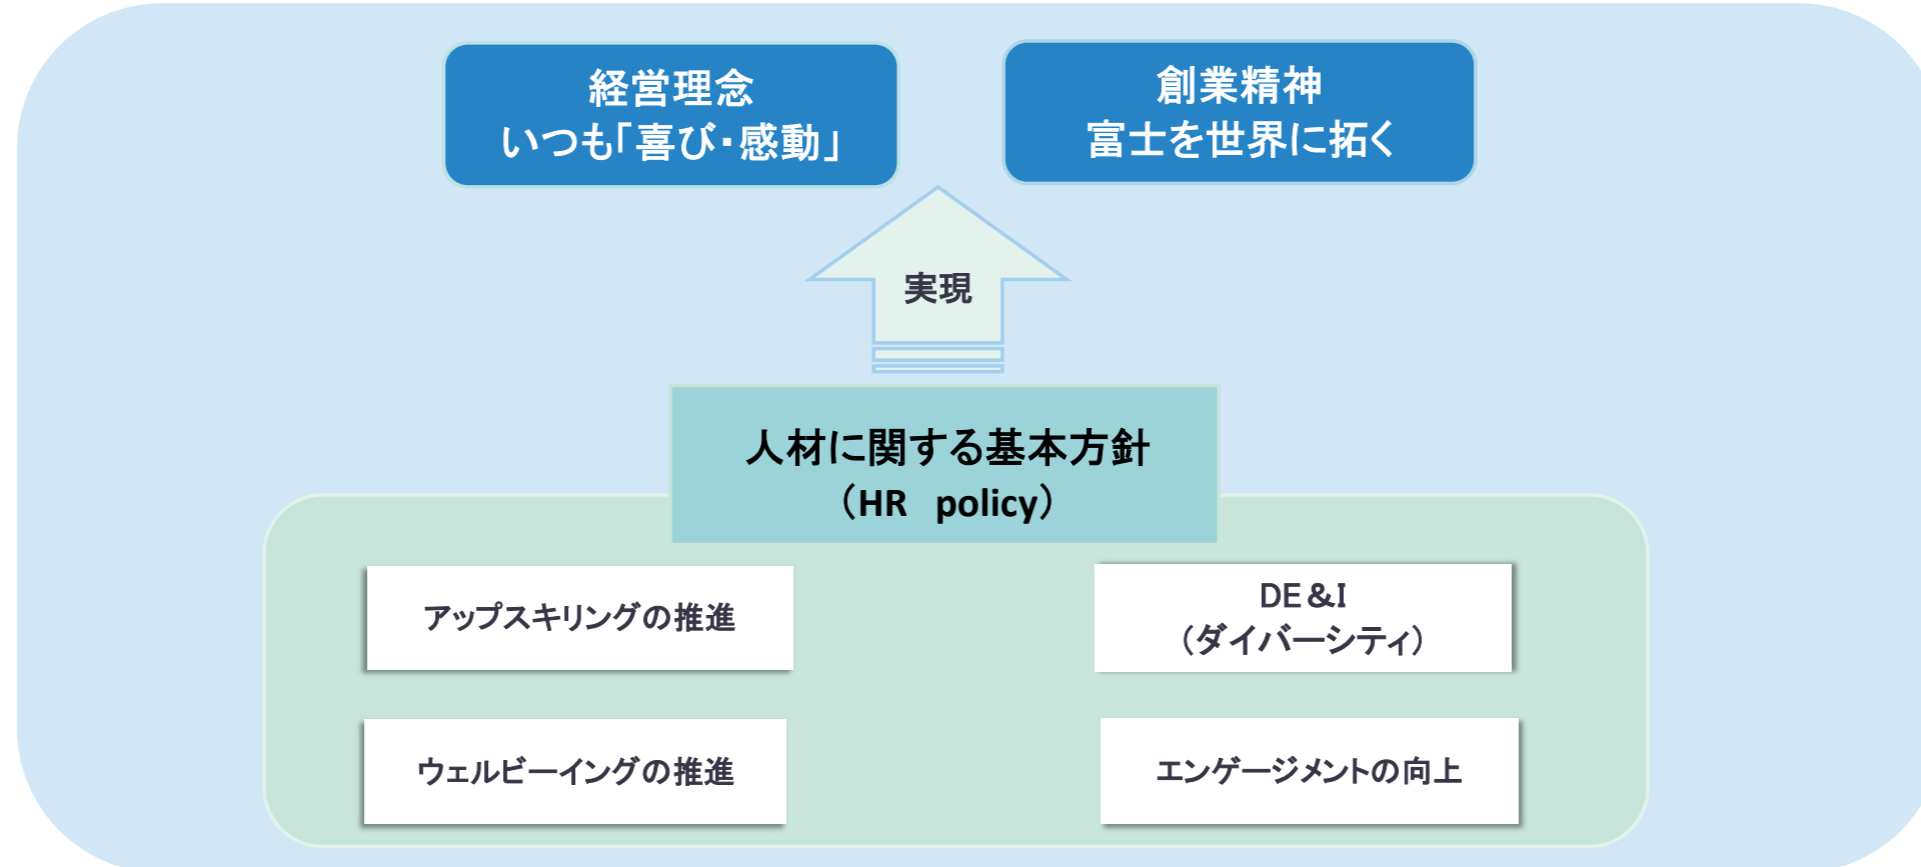 経営理念
いつも「喜び・感動」
創業精神
富士を世界に拓く
実現
人材に関する基本方針
（HR　policy）
アップスキリングの推進
DE＆I
（ダイバーシティ）
ウェルビーイングの推進
エンゲージメントの向上